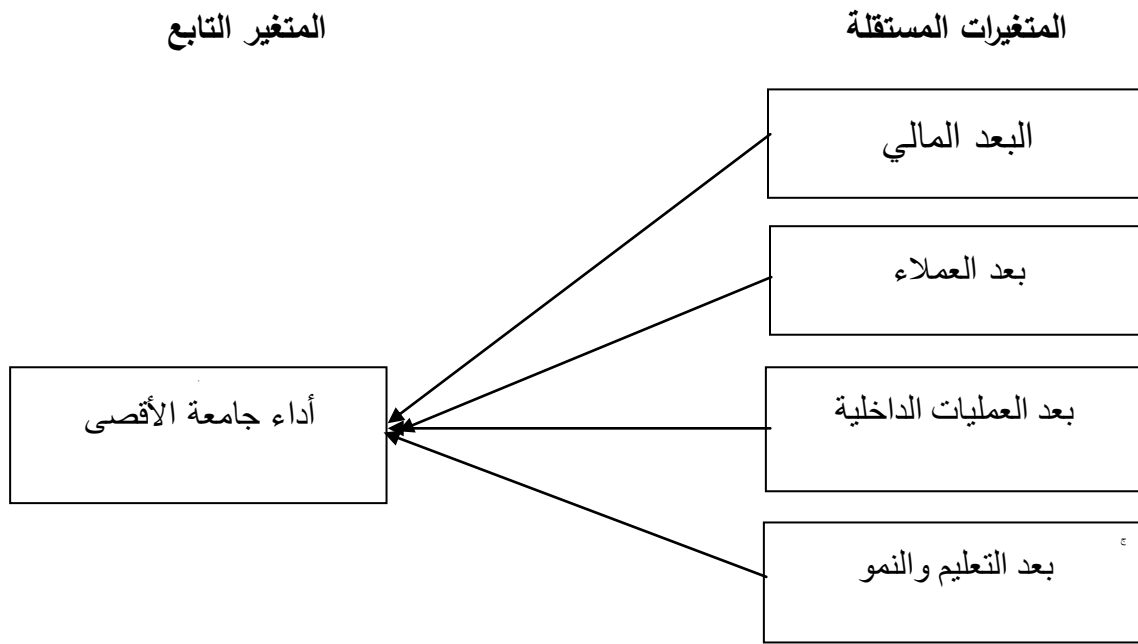 المتغيرات المستقلة
المتغير التابع
البعد المالي
بعد العملاء
بعد العمليات الداخلية
أداء جامعة الأقصى
بعد التعليم والنمو